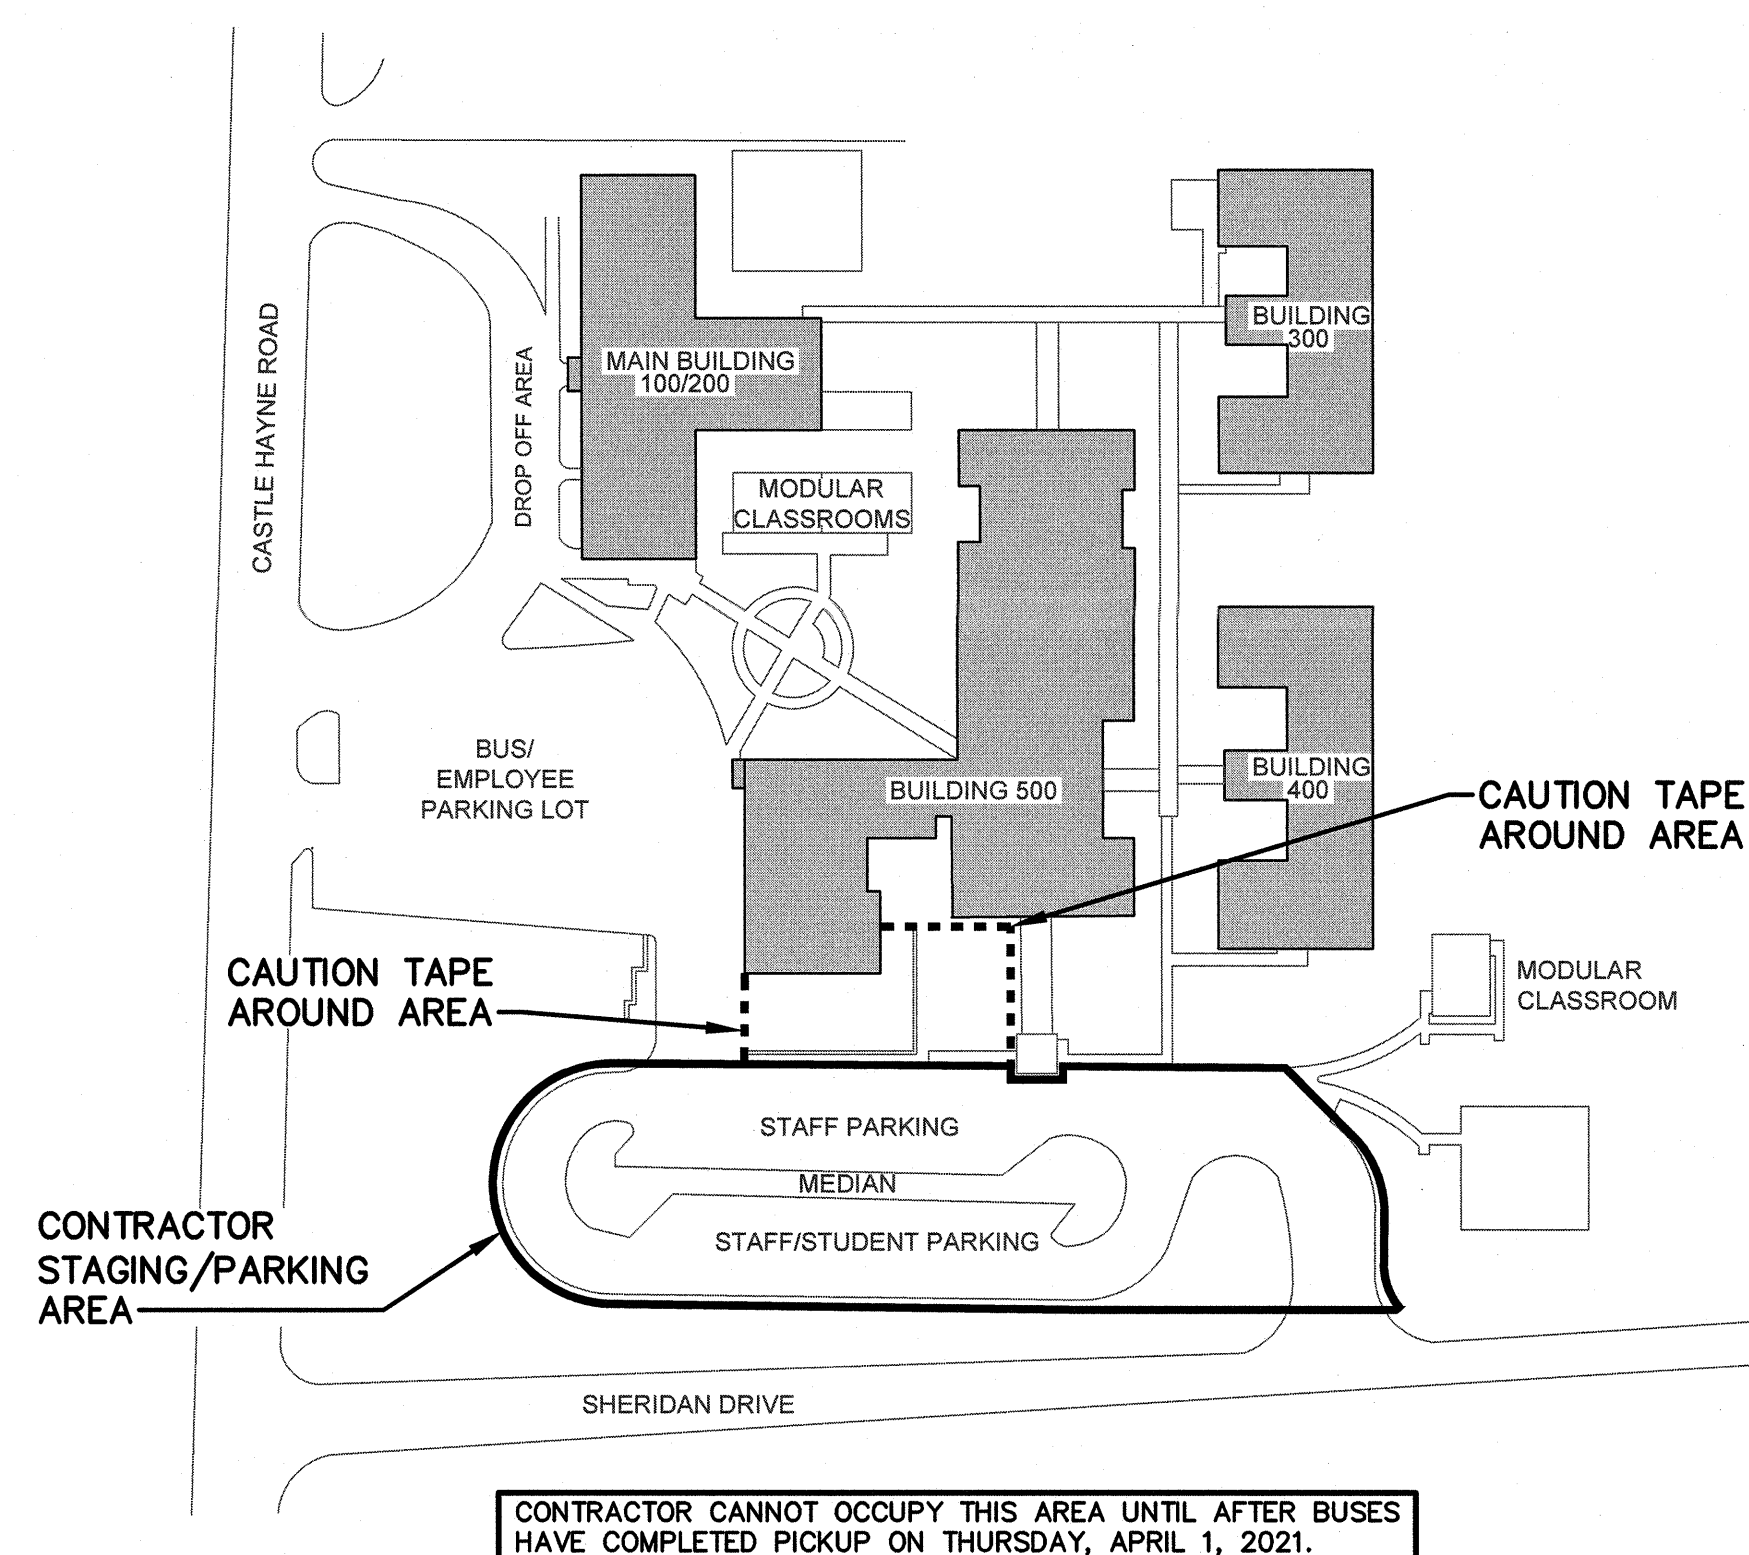 CASTLE HAYNE ROAD
DROP OFF AREA
MAIN BUILDING
100/200
BUILDING
300
MODULAR
CLASSROOMS
BUS/
EMPLOYEE
PARKING LOT
BUILDING 500
BUILDING
400
CAUTION TAPE
AROUND AREA
CAUTION TAPE
AROUND AREA
MODULAR
CLASSROOM
STAFF PARKING
MEDIAN
STAFF/STUDENT PARKING
CONTRACTOR
STAGING/PARKING
AREA
SHERIDAN DRIVE
CONTRACTOR CANNOT OCCUPY THIS AREA UNTIL AFTER BUSES
HAVE COMPLETED PICKUP ON THURSDAY, APRIL 1, 2021.